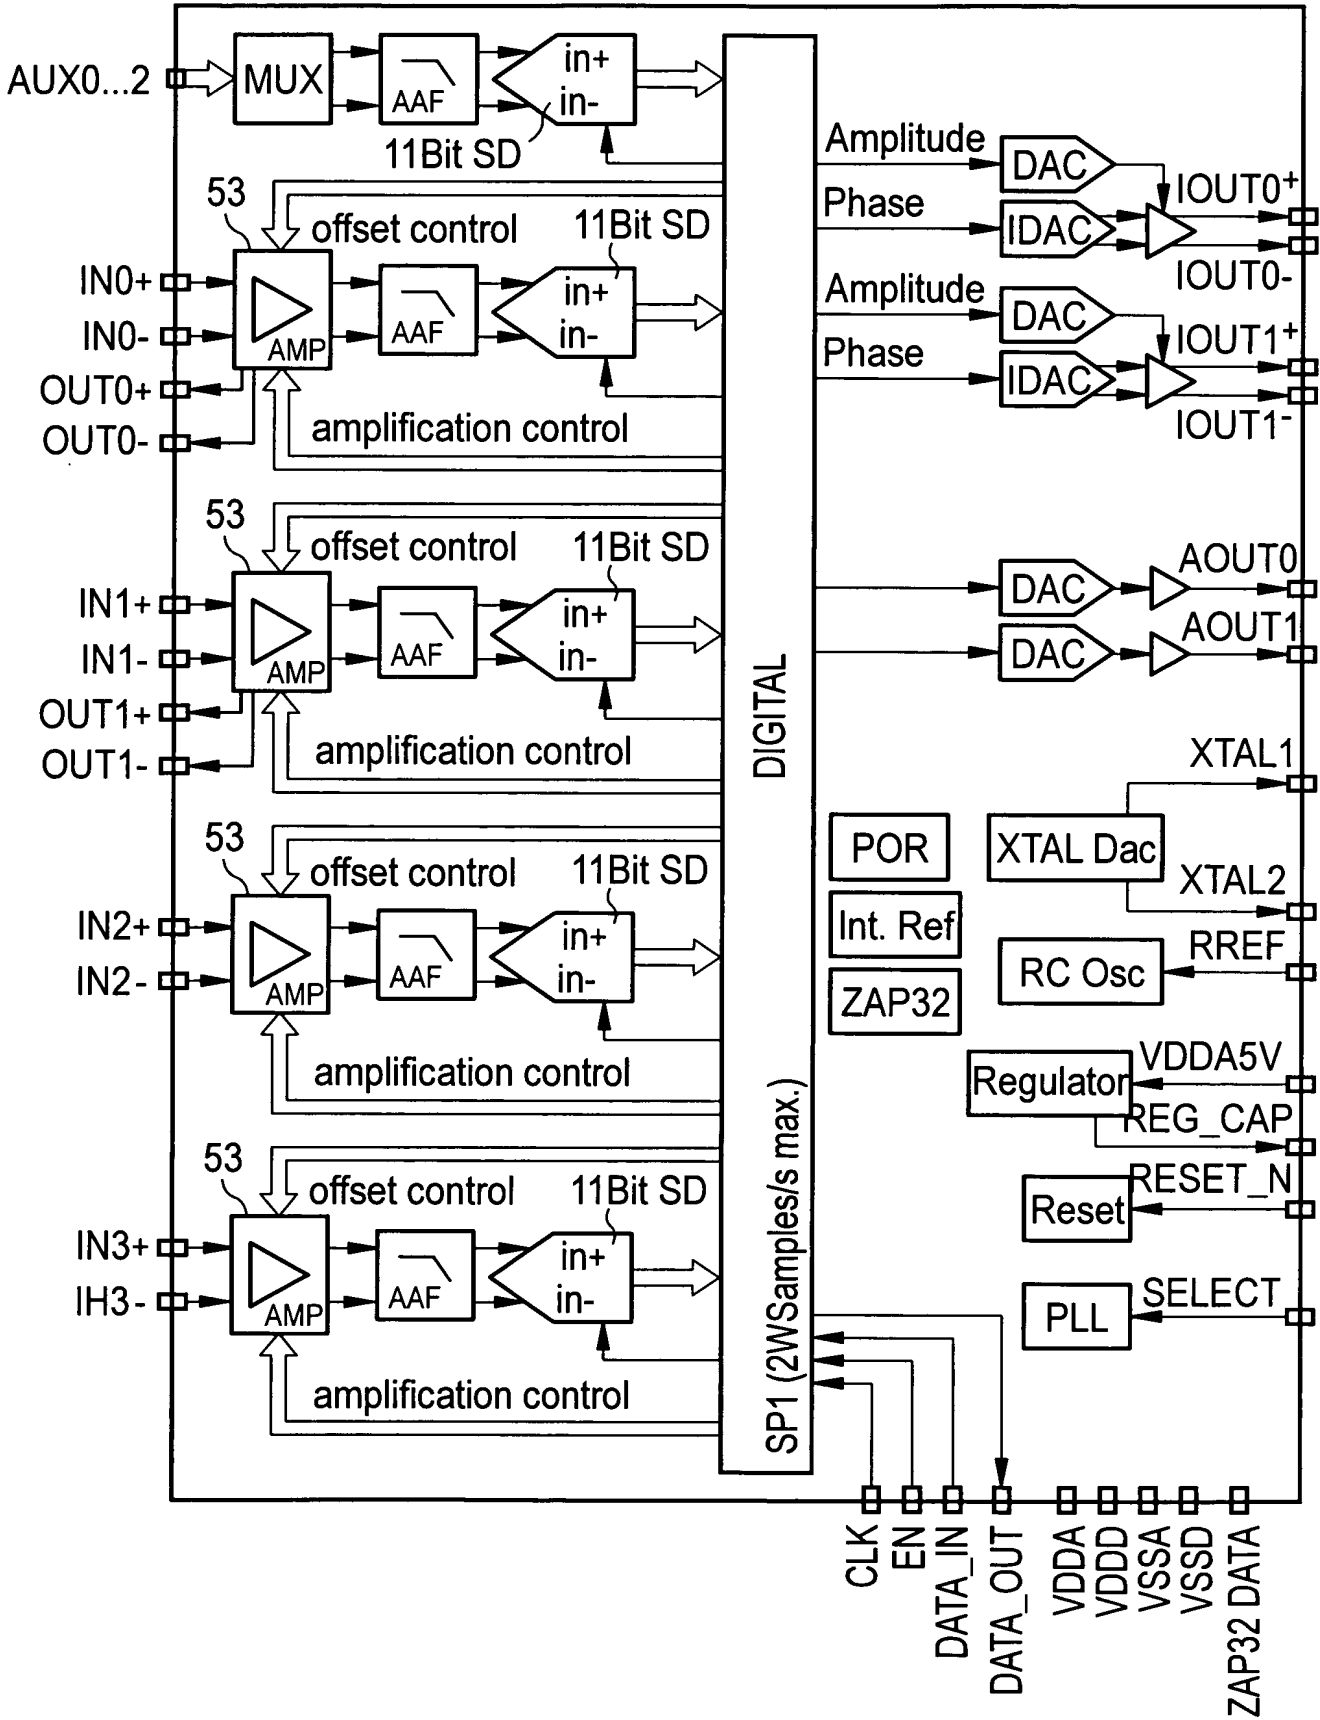 AUX0...2
MUX
AAF
in+
in-
11Bit SD
53
offset control
11Bit SD
IN0+
IN0-
AMP
AAF
in+
in-
OUT0+
OUT0-
amplification control
53
offset control
11Bit SD
IN1+
IN1-
AMP
AAF
in+
in-
OUT1+
OUT1-
amplification control
53
offset control
11Bit SD
IN2+
IN2-
AMP
AAF
in+
in-
amplification control
53
offset control
11Bit SD
IN3+
IH3-
AMP
AAF
in+
in-
amplification control
DIGITAL
SP1 (2WSamples/s max.)
Amplitude
DAC
IOUT0+
Phase
IDAC
IOUT0-
Amplitude
DAC
IOUT1+
Phase
IDAC
IOUT1-
DAC
AOUT0
DAC
AOUT1
XTAL1
POR
XTAL Dac
XTAL2
Int. Ref
RREF
RC Osc
ZAP32
VDDA5V
Regulator
REG_CAP
RESET_N
Reset
SELECT
PLL
CLK
EN
DATA_IN
DATA_OUT
VDDA
VDDD
VSSA
VSSD
ZAP32 DATA